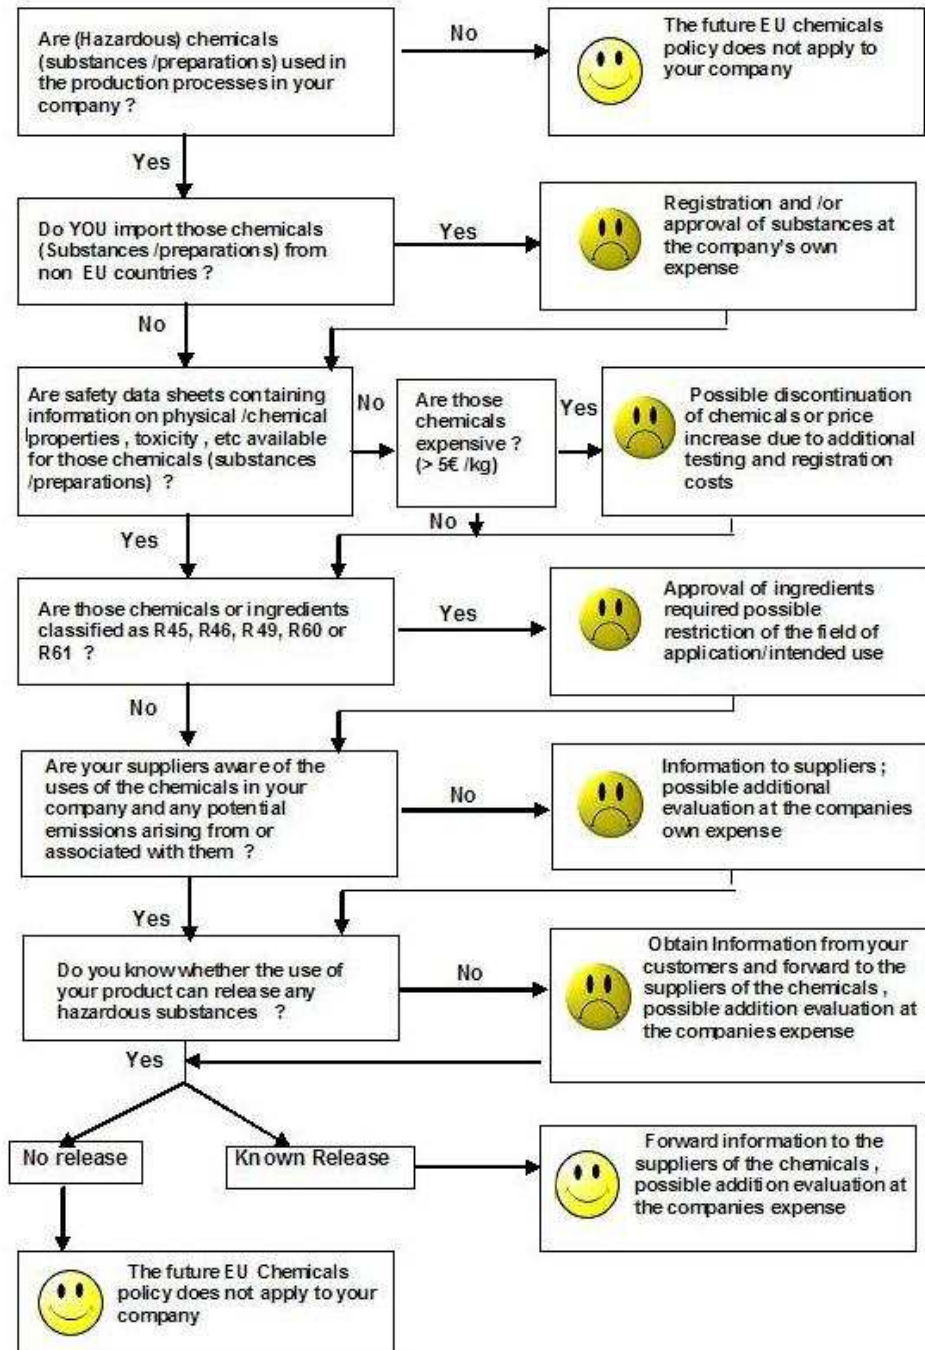 Are (Hazardous) chemicals
(substances /preparations) used in
the production processes in your
company ?
No
The future EU chemicals
policy does not apply to
your company
Yes
Do YOU import those chemicals
(Substances /preparations) from
non EU countries ?
Yes
Registration and /or
approval of substances at
the company's own
expense
No
Are safety data sheets containing
information on physical /chemical
properties , toxicity , etc available
for those chemicals (substances
/preparations) ?
No
Are those
chemicals
expensive ?
(> 5€ /kg)
Yes
Possible discontinuation
of chemicals or price
increase due to additional
testing and registration
costs
No
Yes
Are those chemicals or ingredients
classified as R45, R46, R49, R60 or
R61 ?
Yes
Approval of ingredients
required possible
restriction of the field of
application/intended use
No
Are your suppliers aware of the
uses of the chemicals in your
company and any potential
emissions arising from or
associated with them ?
No
Information to suppliers ;
possible additional
evaluation at the companies
own expense
Yes
Do you know whether the use of
your product can release any
hazardous substances ?
No
Obtain Information from your
customers and forward to the
suppliers of the chemicals ,
possible addition evaluation at
the companies expense
Yes
No release
Known Release
Forward information to the
suppliers of the chemicals ,
possible addition evaluation at
the companies expense
The future EU Chemicals
policy does not apply to your
company